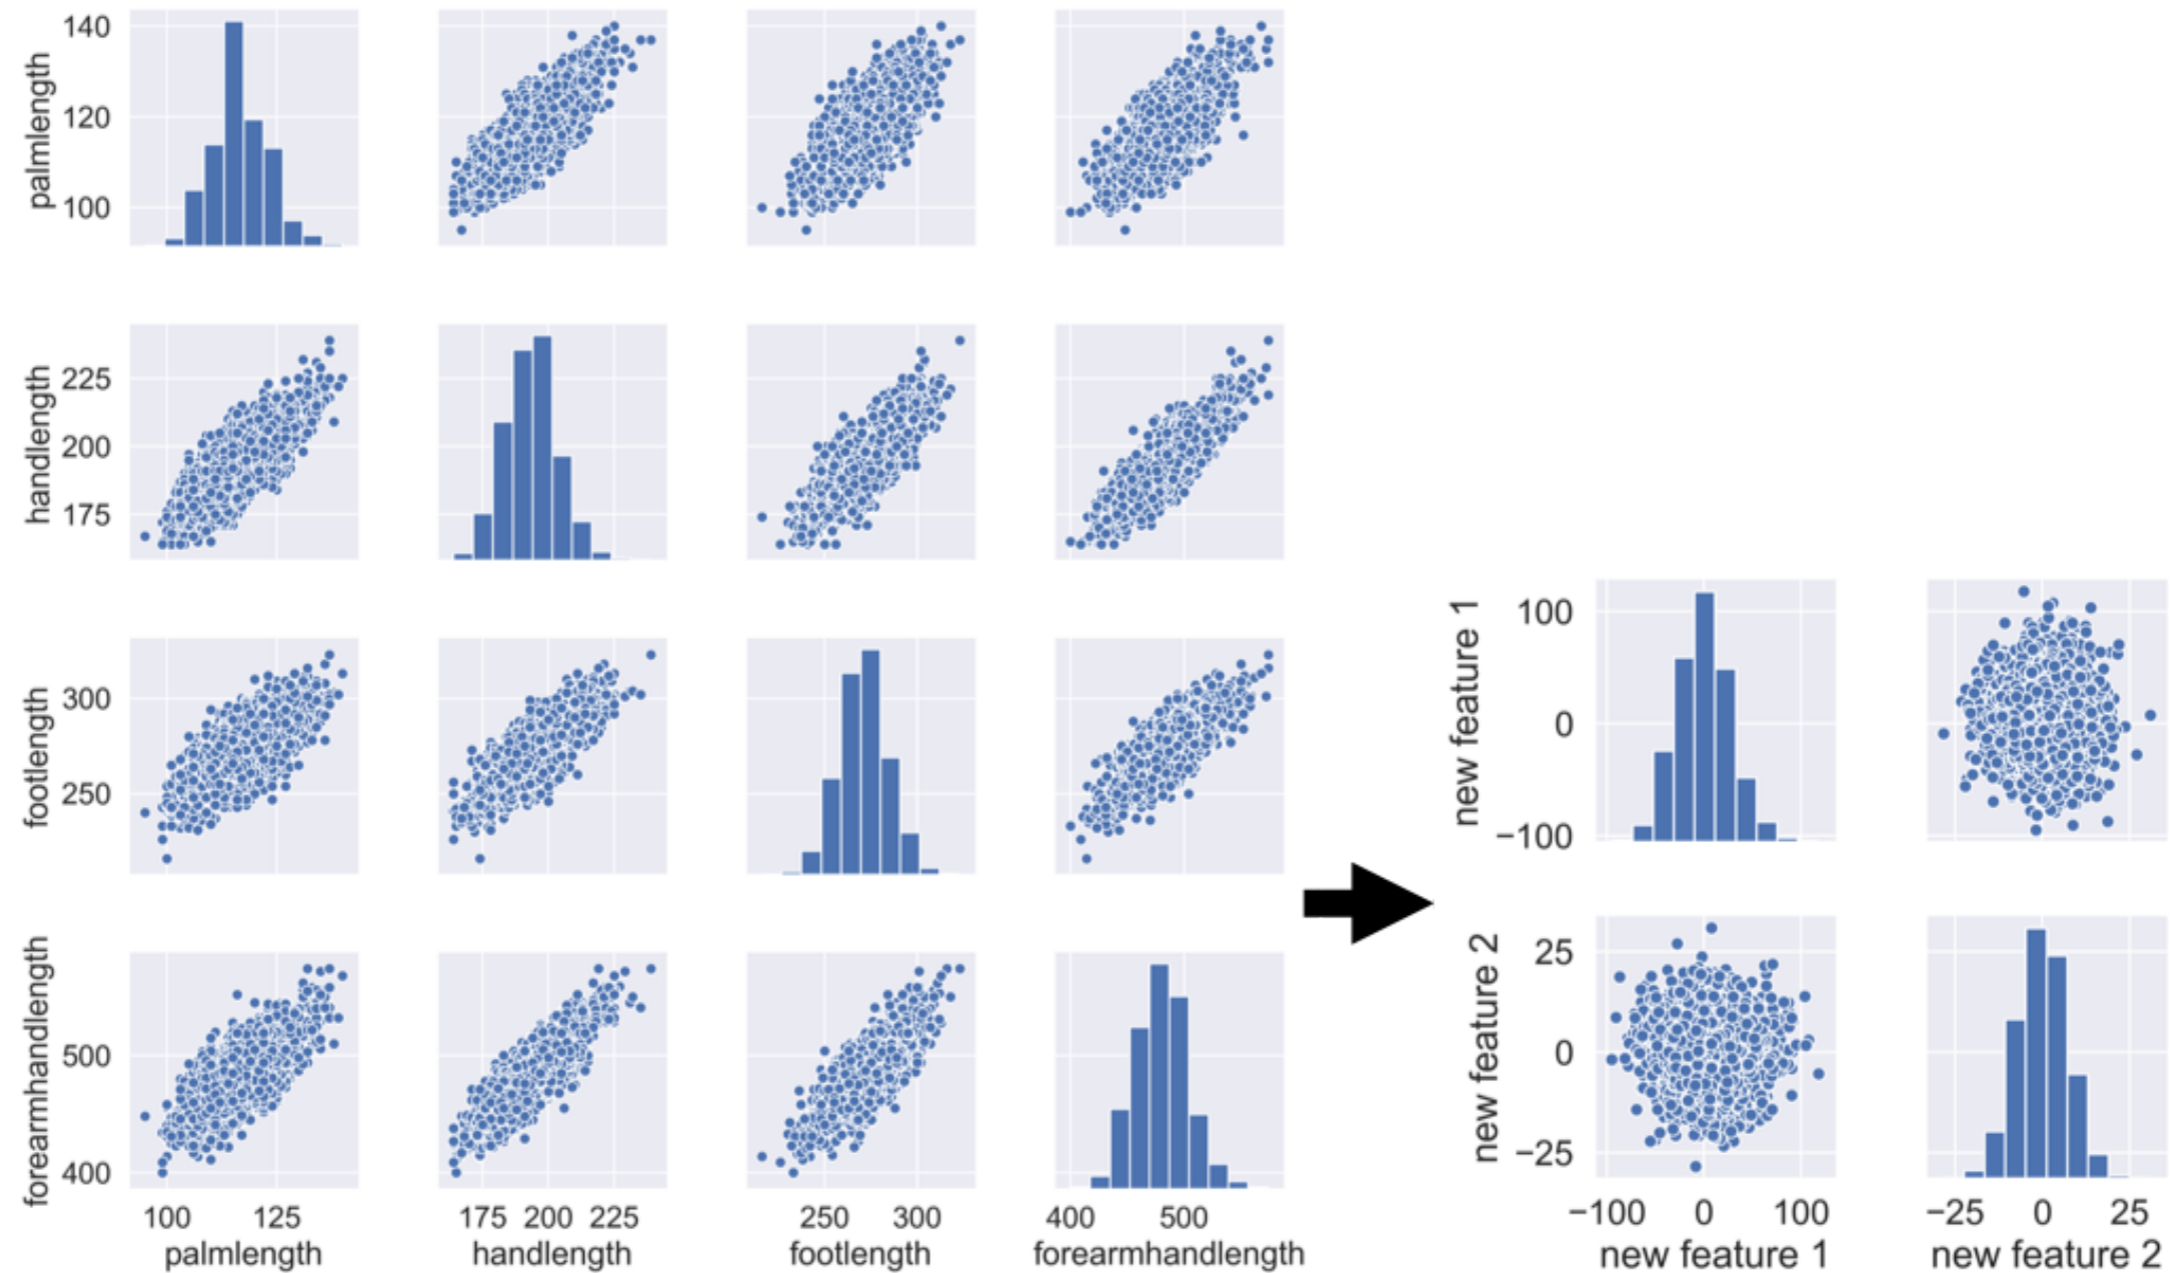 140
120
100
palmlength
225
200
175
handlength
300
250
footlength
500
400
forearmhandlength
100 125
palmlength
175 200 225
handlength
250 300
footlength
400 500
forearmhandlength
100
0
−100
new feature 1
25
0
−25
new feature 2
−100 0 100
new feature 1
−25 0 25
new feature 2